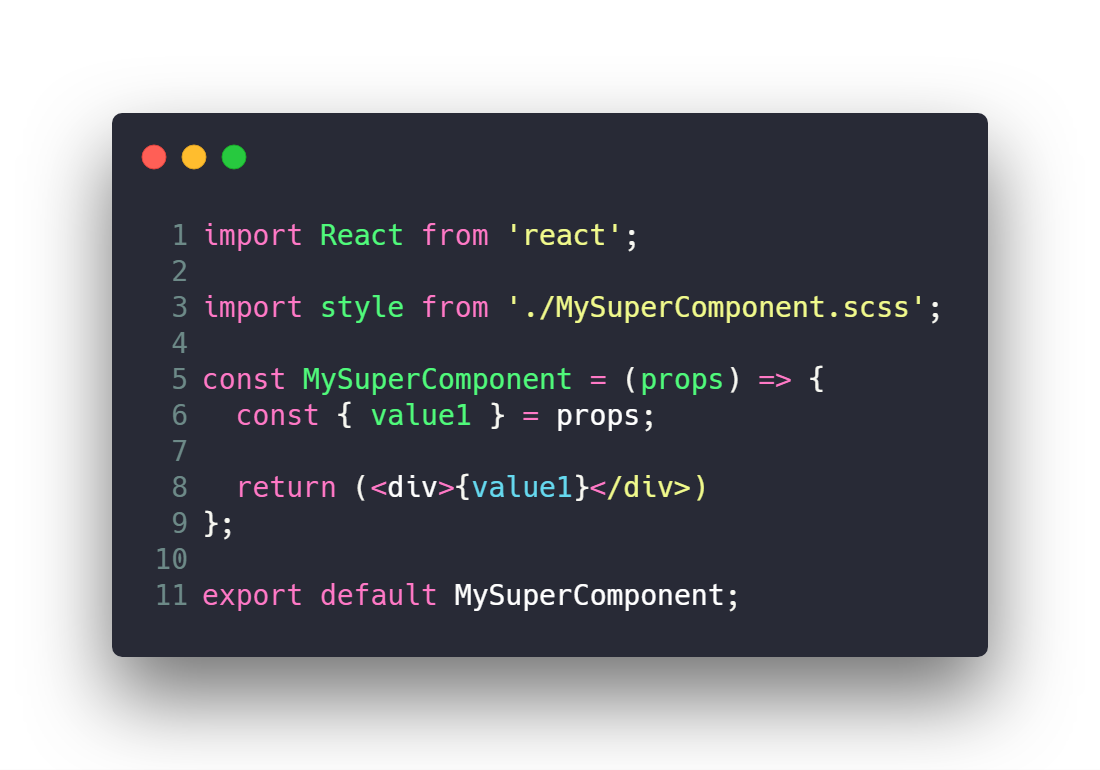 1 import React from 'react';
2
3 import style from './MySuperComponent.scss';
4
5 const MySuperComponent = (props) => {
6   const { value1 } = props;
7
8   return (<div>{value1}</div>)
9 };
10
11 export default MySuperComponent;